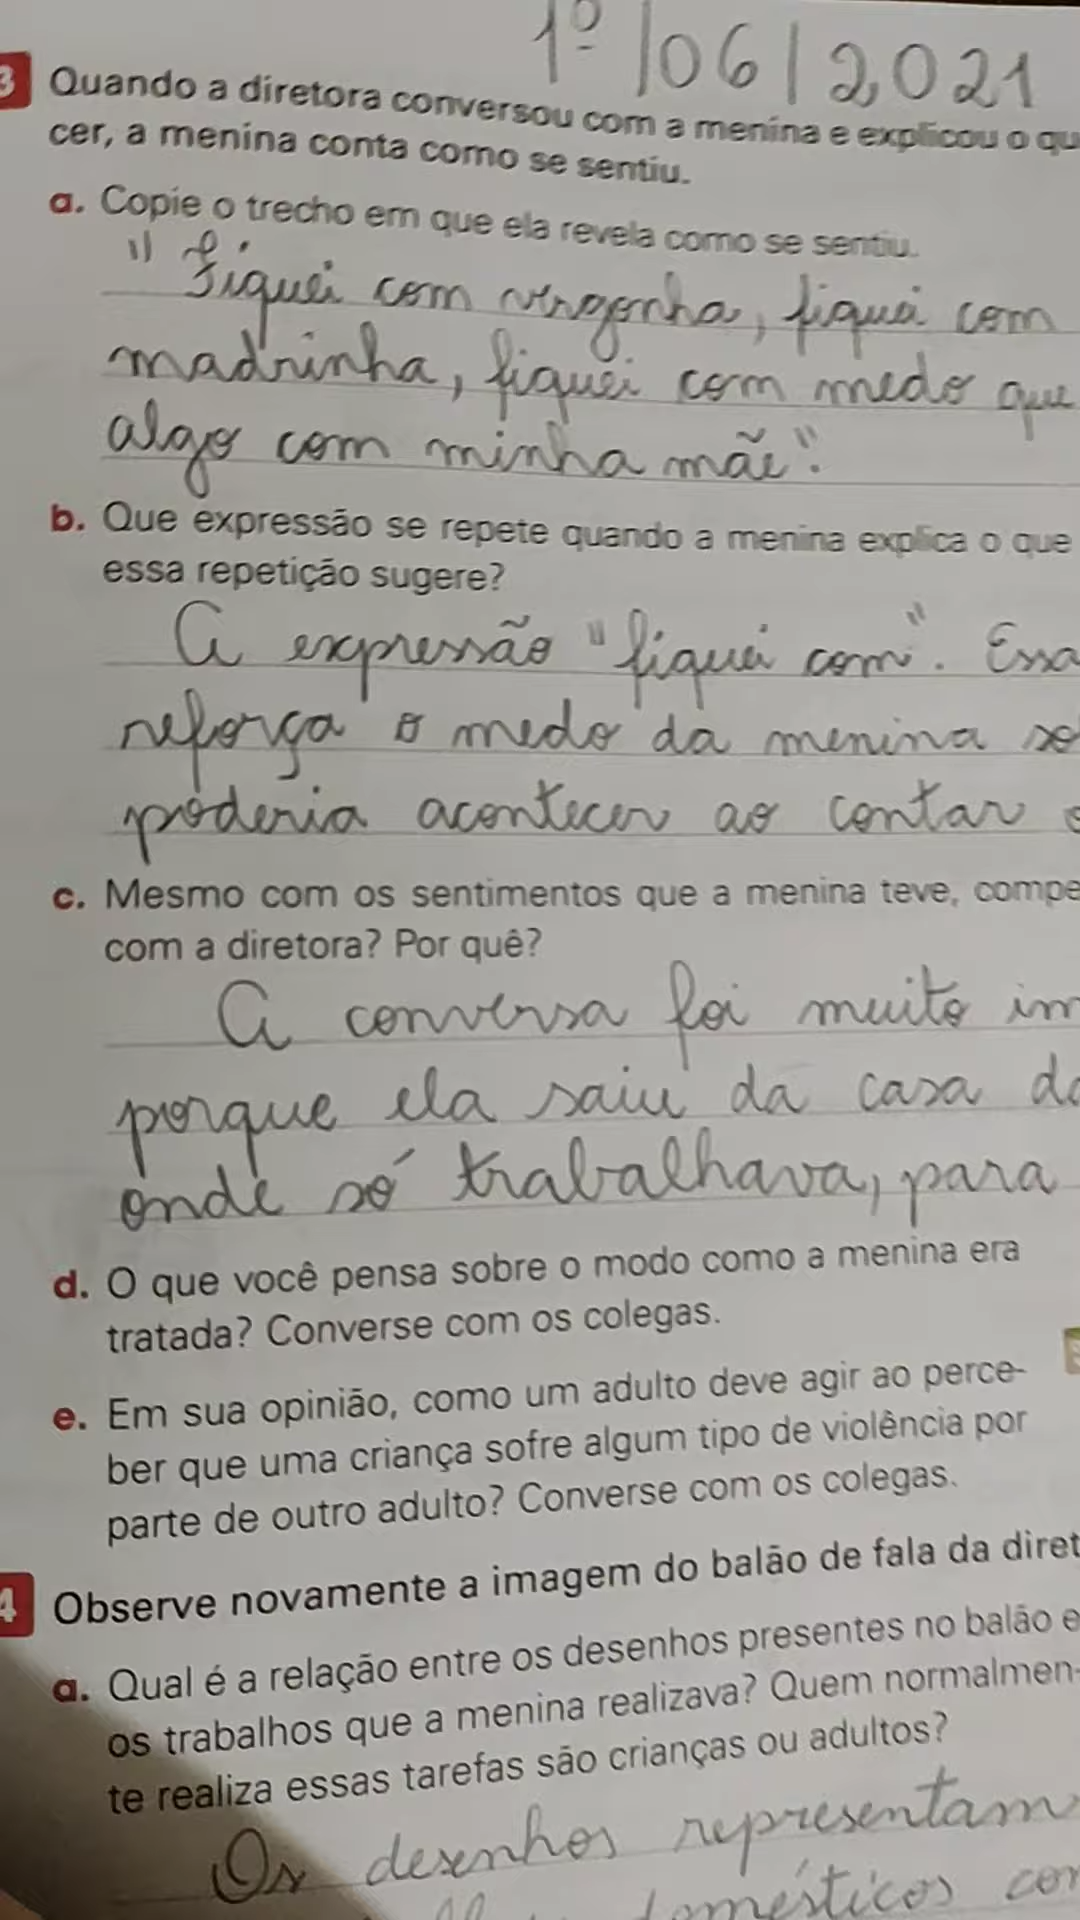 1º/06/2021
3 Quando a diretora conversou com a menina e explicou o qu
cer, a menina conta como se sentiu.
a. Copie o trecho em que ela revela como se sentiu.
" Fiquei com vergonha, fiquei com
madrinha, fiquei com medo que
algo com minha mãe".
b. Que expressão se repete quando a menina explica o que
essa repetição sugere?
A expressão "fiquei com". Essa
reforça o medo da menina so
poderia acontecer ao contar
c. Mesmo com os sentimentos que a menina teve, compe
com a diretora? Por quê?
A conversa foi muito im
porque ela saiu da casa da
onde só trabalhava, para
d. O que você pensa sobre o modo como a menina era
tratada? Converse com os colegas.
e. Em sua opinião, como um adulto deve agir ao perce-
ber que uma criança sofre algum tipo de violência por
parte de outro adulto? Converse com os colegas.
4 Observe novamente a imagem do balão de fala da diret
a. Qual é a relação entre os desenhos presentes no balão e
os trabalhos que a menina realizava? Quem normalmen-
te realiza essas tarefas são crianças ou adultos?
Os desenhos representam
domésticos com